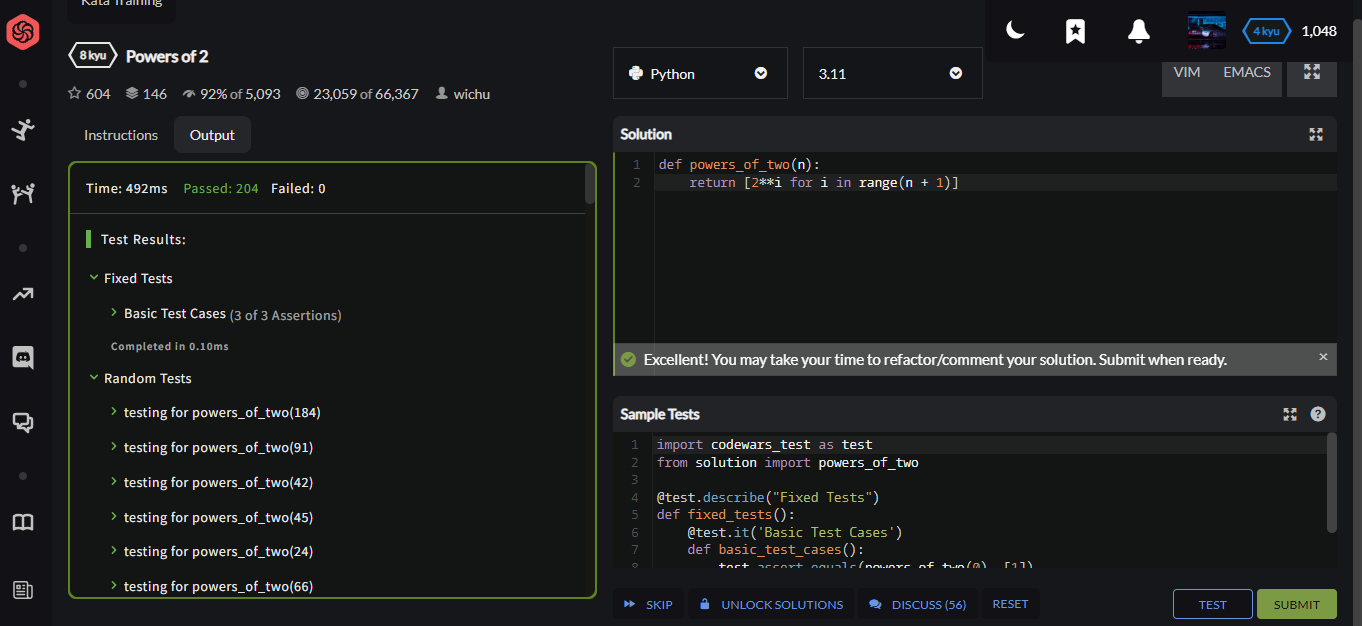 Kata Training
4 kyu 1,048
8 kyu Powers of 2
604 146 92% of 5,093 23,059 of 66,367 wichu
Instructions Output
Time: 492ms Passed: 204 Failed: 0
Test Results:
Fixed Tests
Basic Test Cases (3 of 3 Assertions)
Completed in 0.10ms
Random Tests
testing for powers_of_two(184)
testing for powers_of_two(91)
testing for powers_of_two(42)
testing for powers_of_two(45)
testing for powers_of_two(24)
testing for powers_of_two(66)
Python 3.11 VIM EMACS
Solution
1 def powers_of_two(n):
2 return [2**i for i in range(n + 1)]
Excellent! You may take your time to refactor/comment your solution. Submit when ready. ×
Sample Tests ?
1 import codewars_test as test
2 from solution import powers_of_two
3
4 @test.describe("Fixed Tests")
5 def fixed_tests():
6 @test.it('Basic Test Cases')
7 def basic_test_cases():
8 test.assert_equals(powers_of_two(0), [1])
SKIP UNLOCK SOLUTIONS DISCUSS (56) RESET TEST SUBMIT